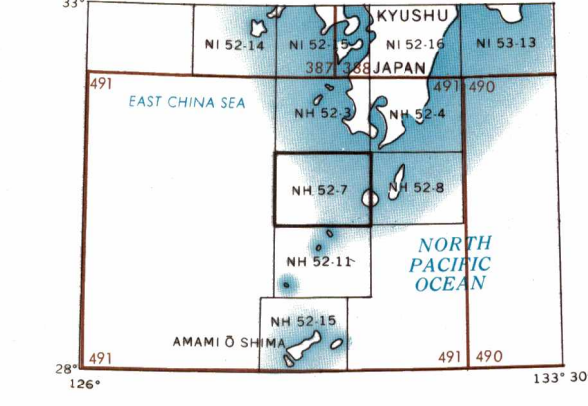 33°
KYUSHU
NI 52-14
NI 52-15
NI 52-16
NI 53-13
387
388
JAPAN
491
EAST CHINA SEA
491
490
NH 52-3
NH 52-4
NH 52-7
NH 52-8
NH 52-11
NORTH
PACIFIC
OCEAN
NH 52-15
AMAMI Ō SHIMA
28°
491
491
490
126°
133° 30